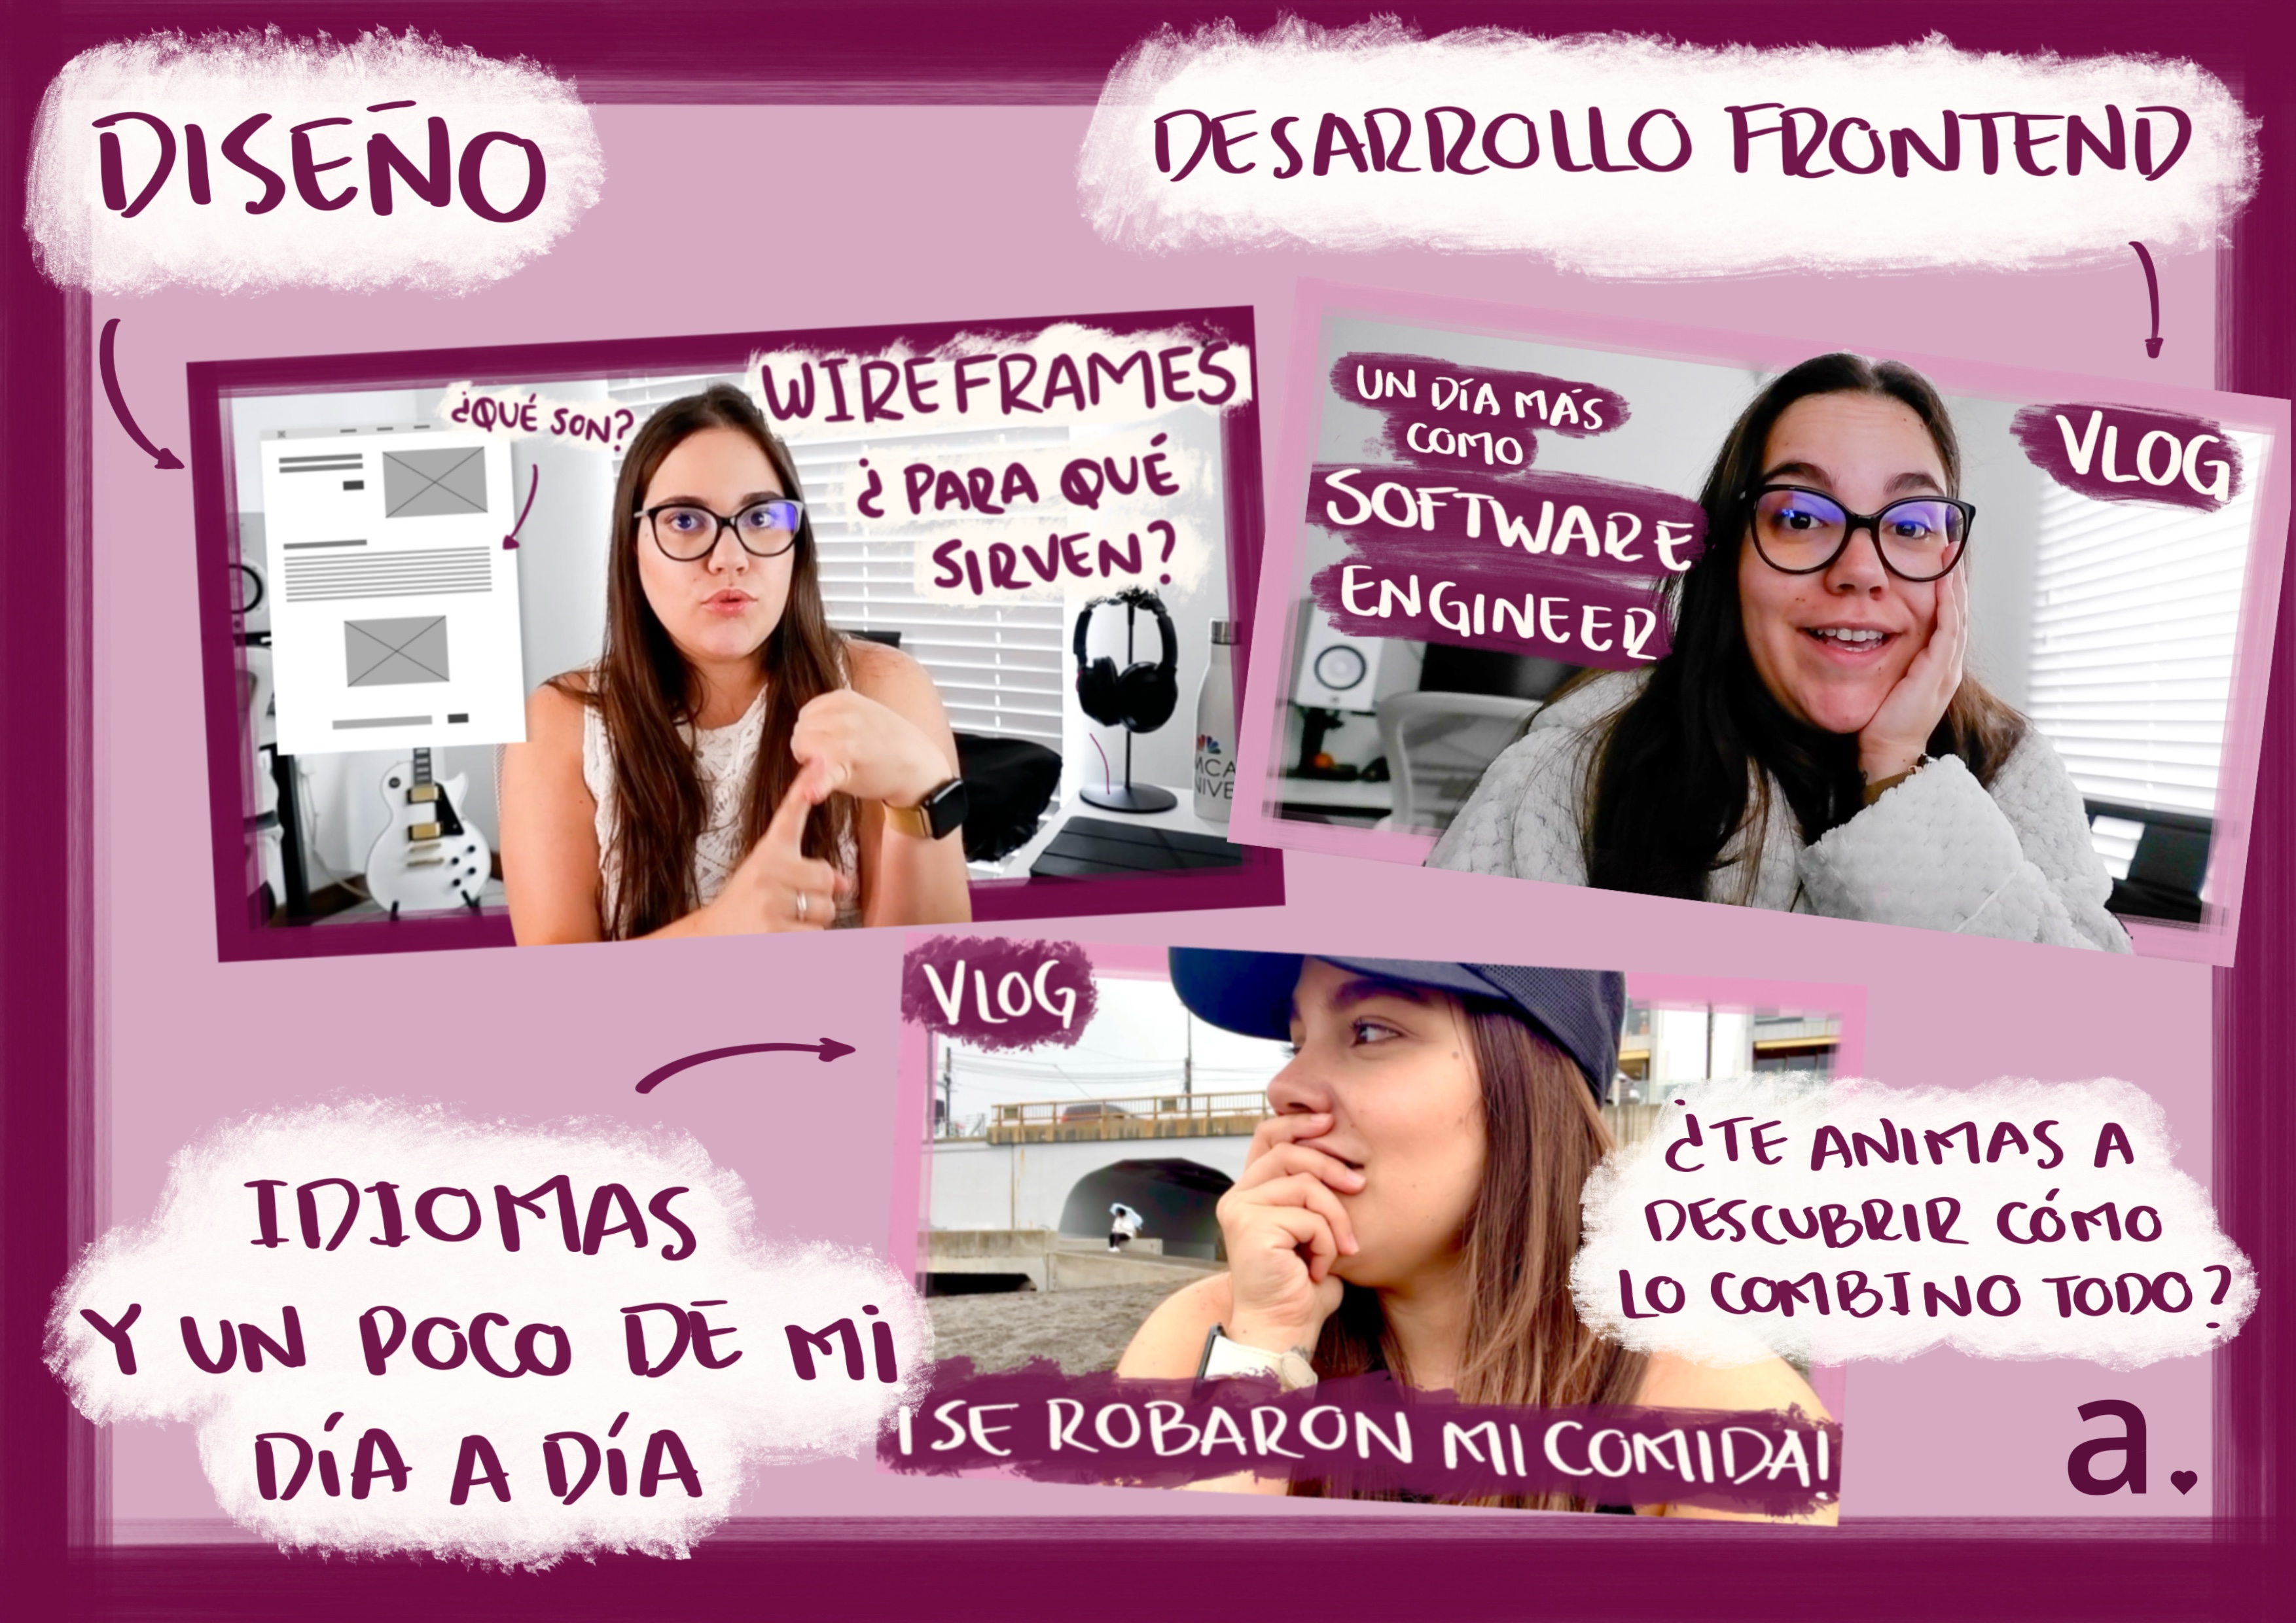 DISEÑO
DESARROLLO FRONTEND
¿QUÉ SON?
WIREFRAMES
¿PARA QUÉ
SIRVEN?
UN DÍA MÁS
COMO
SOFTWARE
ENGINEER
VLOG
VLOG
¡SE ROBARON MI COMIDA!
IDIOMAS
Y UN POCO DE MI
DÍA A DÍA
¿TE ANIMAS A
DESCUBRIR CÓMO
LO COMBINO TODO?
a.